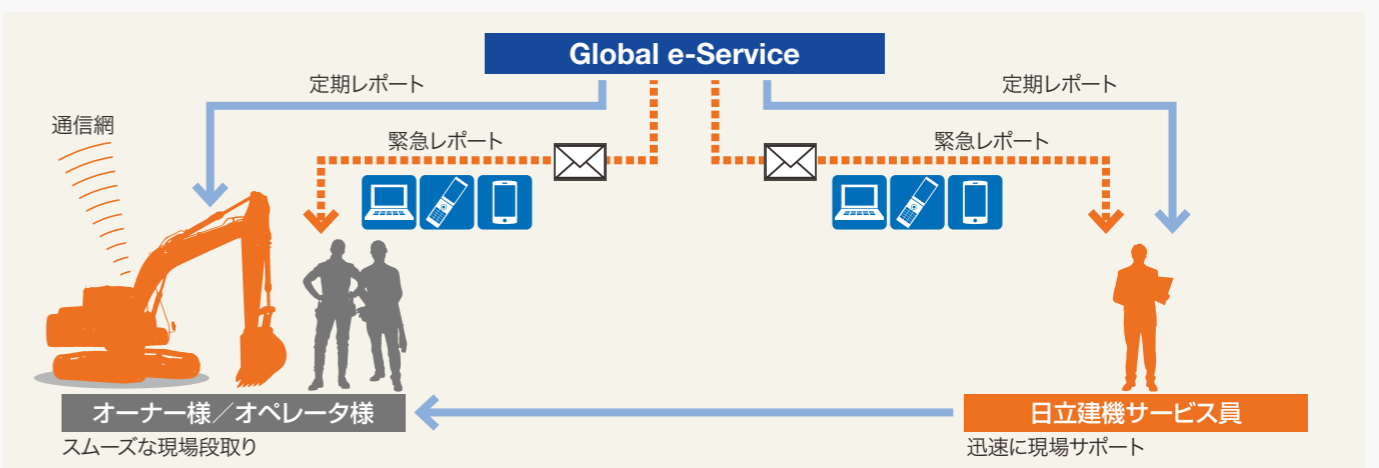 Global e-Service
定期レポート
定期レポート
通信網
緊急レポート
緊急レポート
オーナー様／オペレータ様
日立建機サービス員
スムーズな現場段取り
迅速に現場サポート